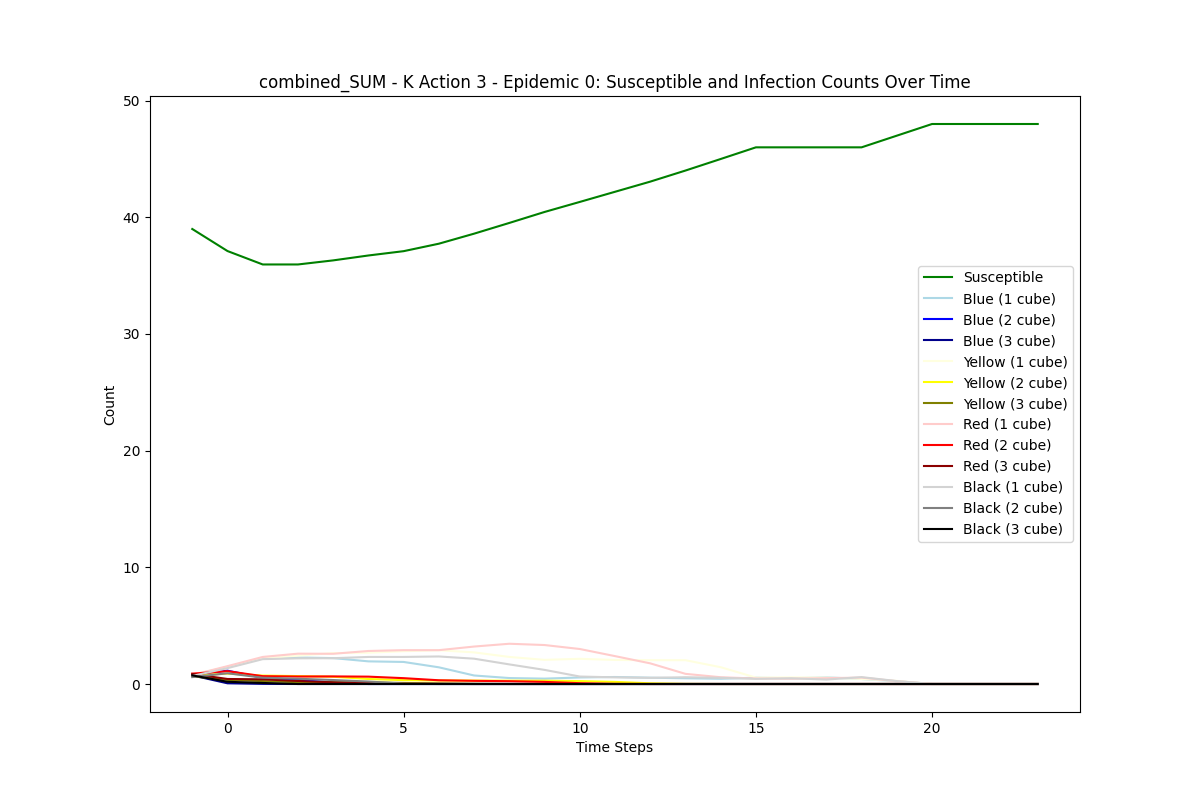 combined_SUM - K Action 3 - Epidemic 0: Susceptible and Infection Counts Over Time
50
40
30
20
10
0
Count
Susceptible
Blue (1 cube)
Blue (2 cube)
Blue (3 cube)
Yellow (1 cube)
Yellow (2 cube)
Yellow (3 cube)
Red (1 cube)
Red (2 cube)
Red (3 cube)
Black (1 cube)
Black (2 cube)
Black (3 cube)
0 5 10 15 20
Time Steps